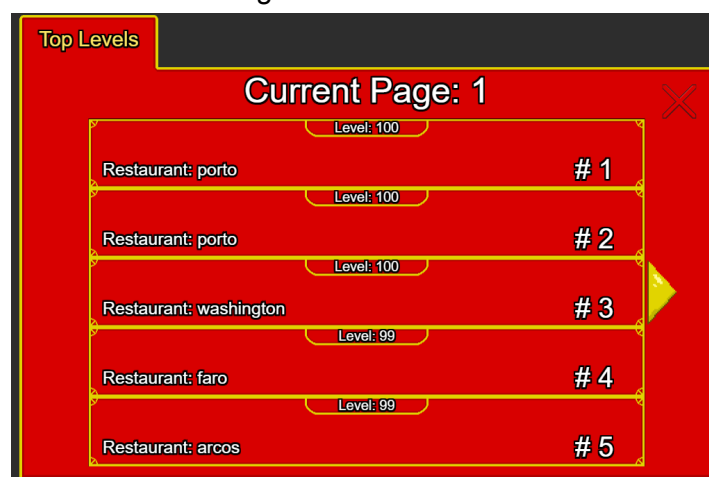 Top Levels
Current Page: 1
Level: 100
Restaurant: porto # 1
Level: 100
Restaurant: porto # 2
Level: 100
Restaurant: washington # 3
Level: 99
Restaurant: faro # 4
Level: 99
Restaurant: arcos # 5